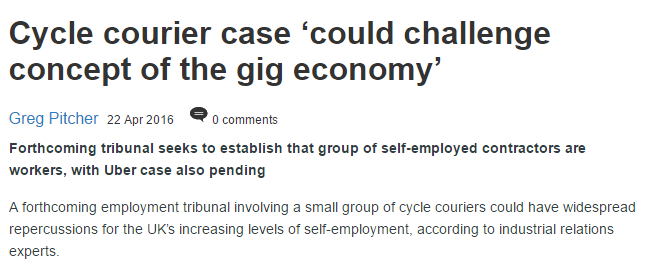 Cycle courier case ‘could challenge
concept of the gig economy’
Greg Pitcher 22 Apr 2016 0 comments
Forthcoming tribunal seeks to establish that group of self-employed contractors are
workers, with Uber case also pending
A forthcoming employment tribunal involving a small group of cycle couriers could have widespread
repercussions for the UK's increasing levels of self-employment, according to industrial relations
experts.